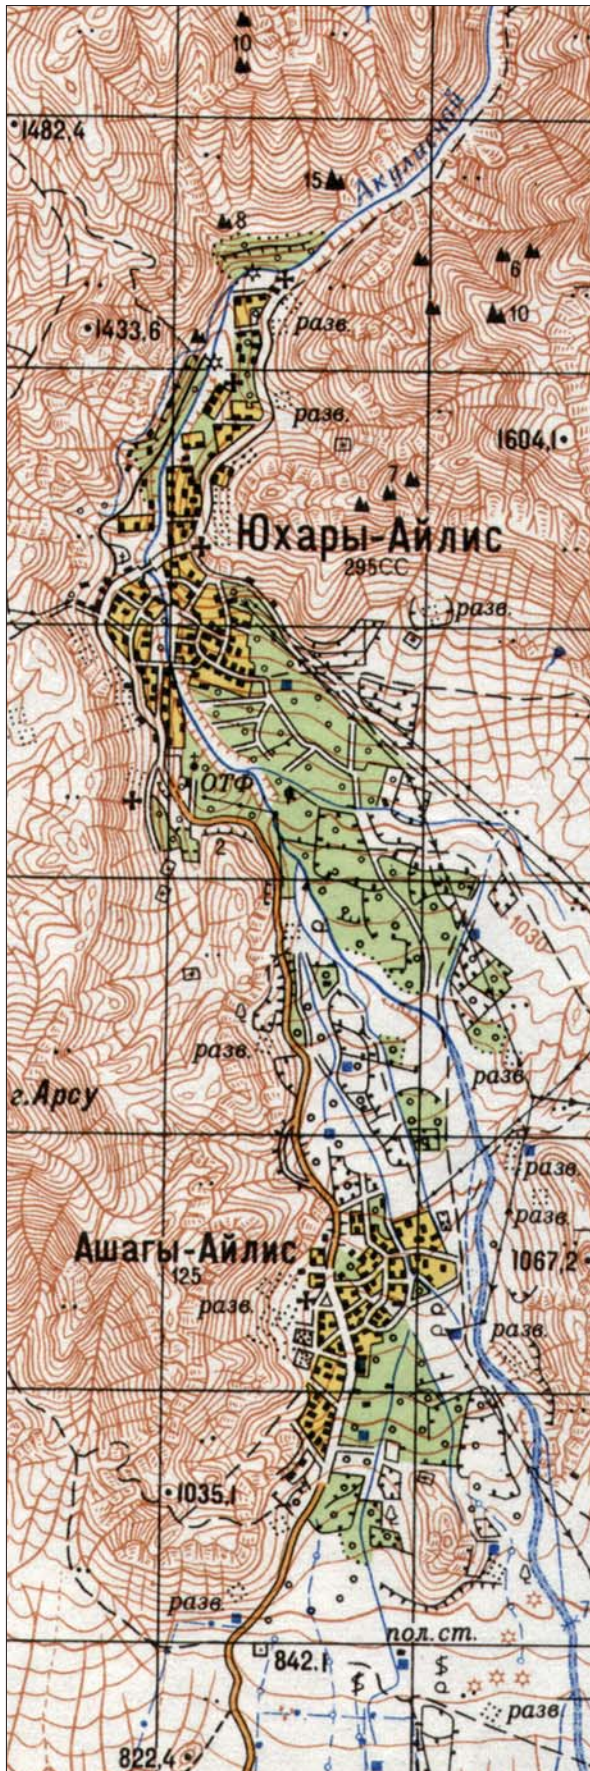 10
1482,4
15
Акулисчай
8
6
10
1433,6
разв.
разв.
1604,1
7
Юхары-Айлис
295СС
разв.
ОТФ
2
1030
разв.
разв.
г.Арсу
разв.
разв.
Ашагы-Айлис
125
1067,2
разв.
разв.
1035,1
разв.
пол.ст.
842.1
разв.
822,4